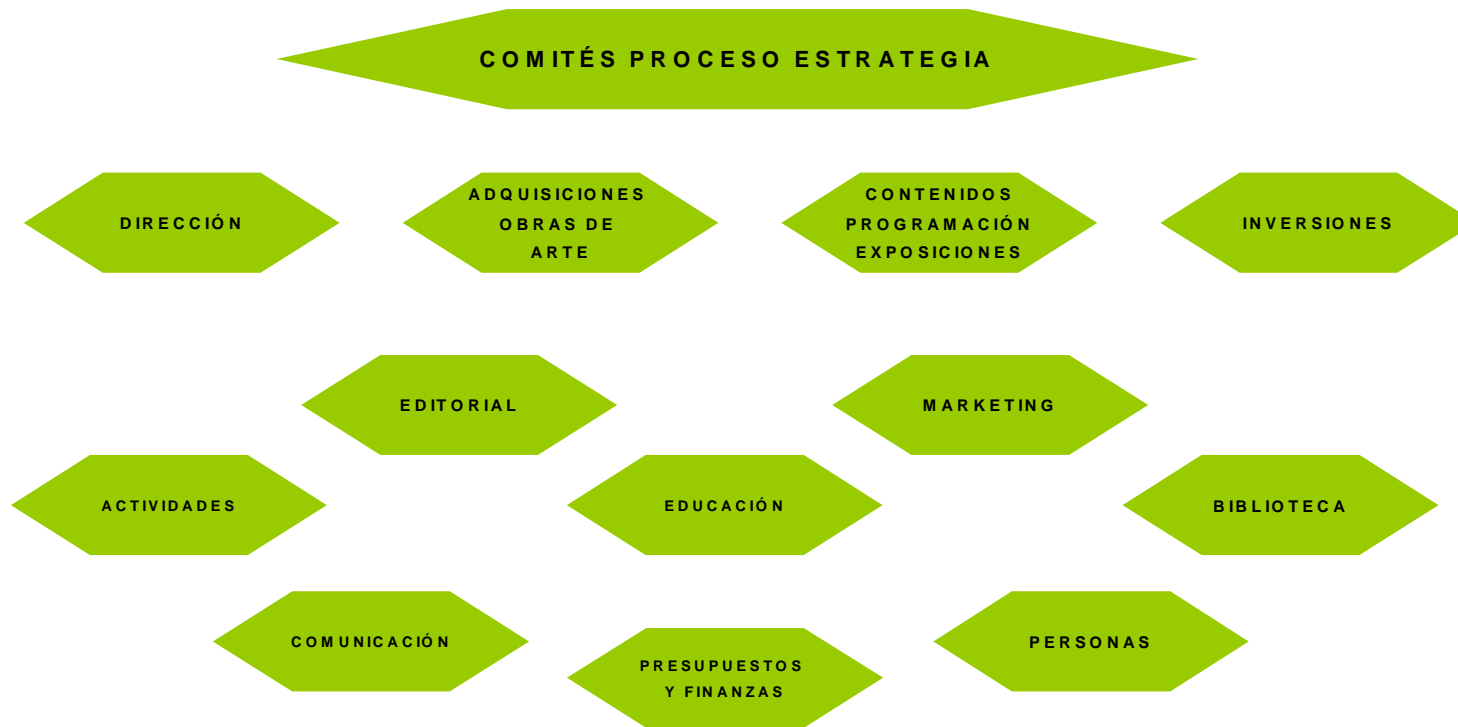 COMITÉS PROCESO ESTRATEGIA
DIRECCIÓN
ADQUISICIONES
OBRAS DE
ARTE
CONTENIDOS
PROGRAMACIÓN
EXPOSICIONES
INVERSIONES
EDITORIAL
MARKETING
ACTIVIDADES
EDUCACIÓN
BIBLIOTECA
COMUNICACIÓN
PRESUPUESTOS
Y FINANZAS
PERSONAS